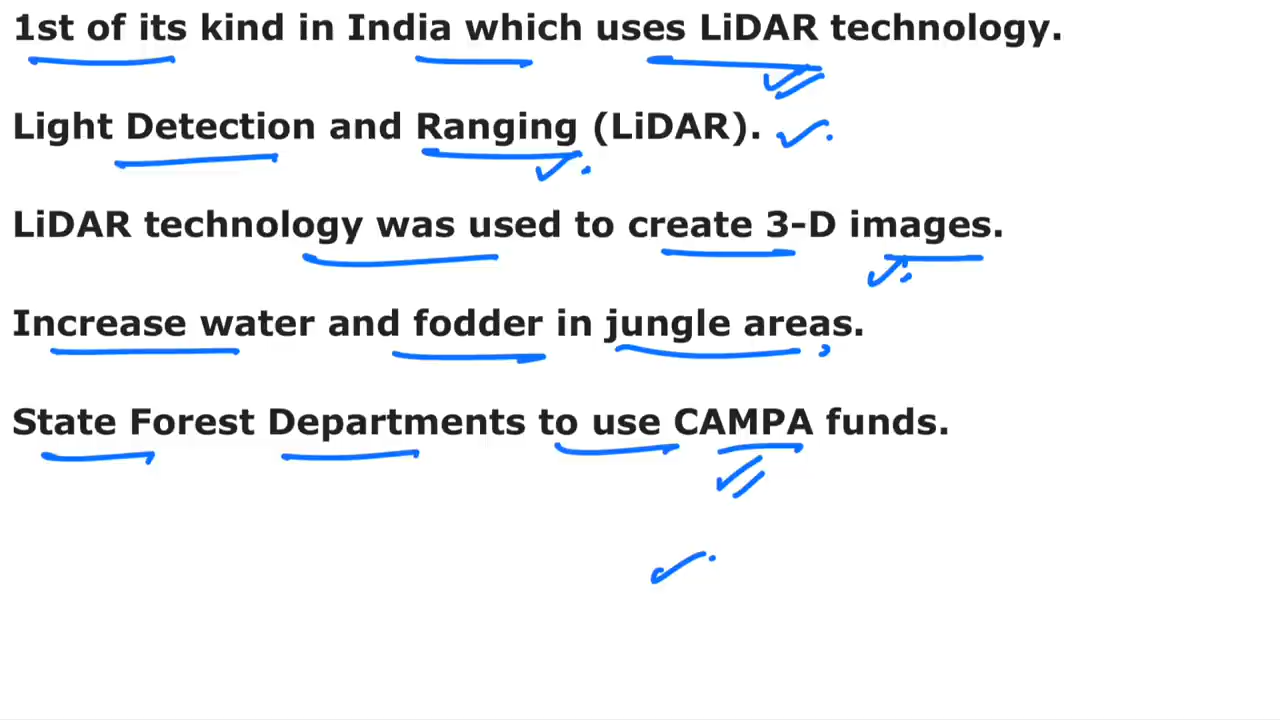 1st of its kind in India which uses LiDAR technology.
Light Detection and Ranging (LiDAR).
LiDAR technology was used to create 3-D images.
Increase water and fodder in jungle areas.
State Forest Departments to use CAMPA funds.